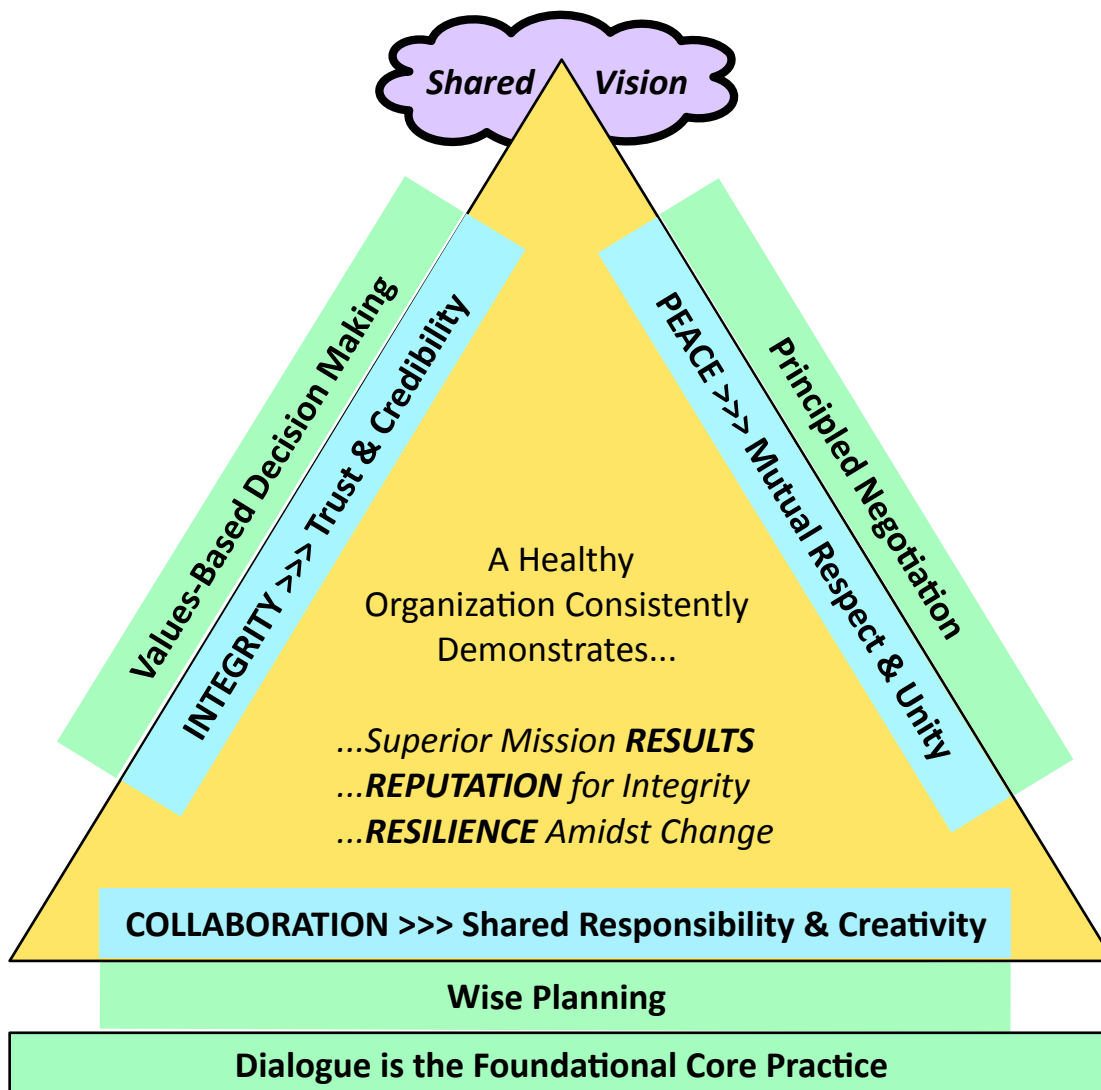 Shared Vision
Values-Based Decision Making
INTEGRITY >>> Trust & Credibility
PEACE >>> Mutual Respect & Unity
Principled Negotiation
A Healthy
Organization Consistently
Demonstrates...
...Superior Mission RESULTS
...REPUTATION for Integrity
...RESILIENCE Amidst Change
COLLABORATION >>> Shared Responsibility & Creativity
Wise Planning
Dialogue is the Foundational Core Practice